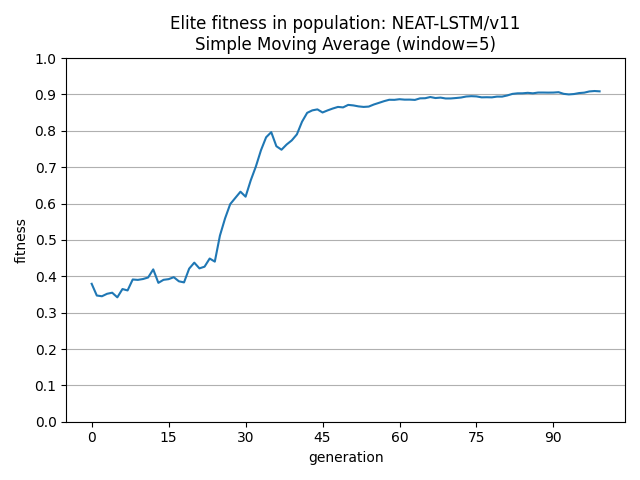 Elite fitness in population: NEAT-LSTM/v11
Simple Moving Average (window=5)
fitness
1.0
0.9
0.8
0.7
0.6
0.5
0.4
0.3
0.2
0.1
0.0
0 15 30 45 60 75 90
generation